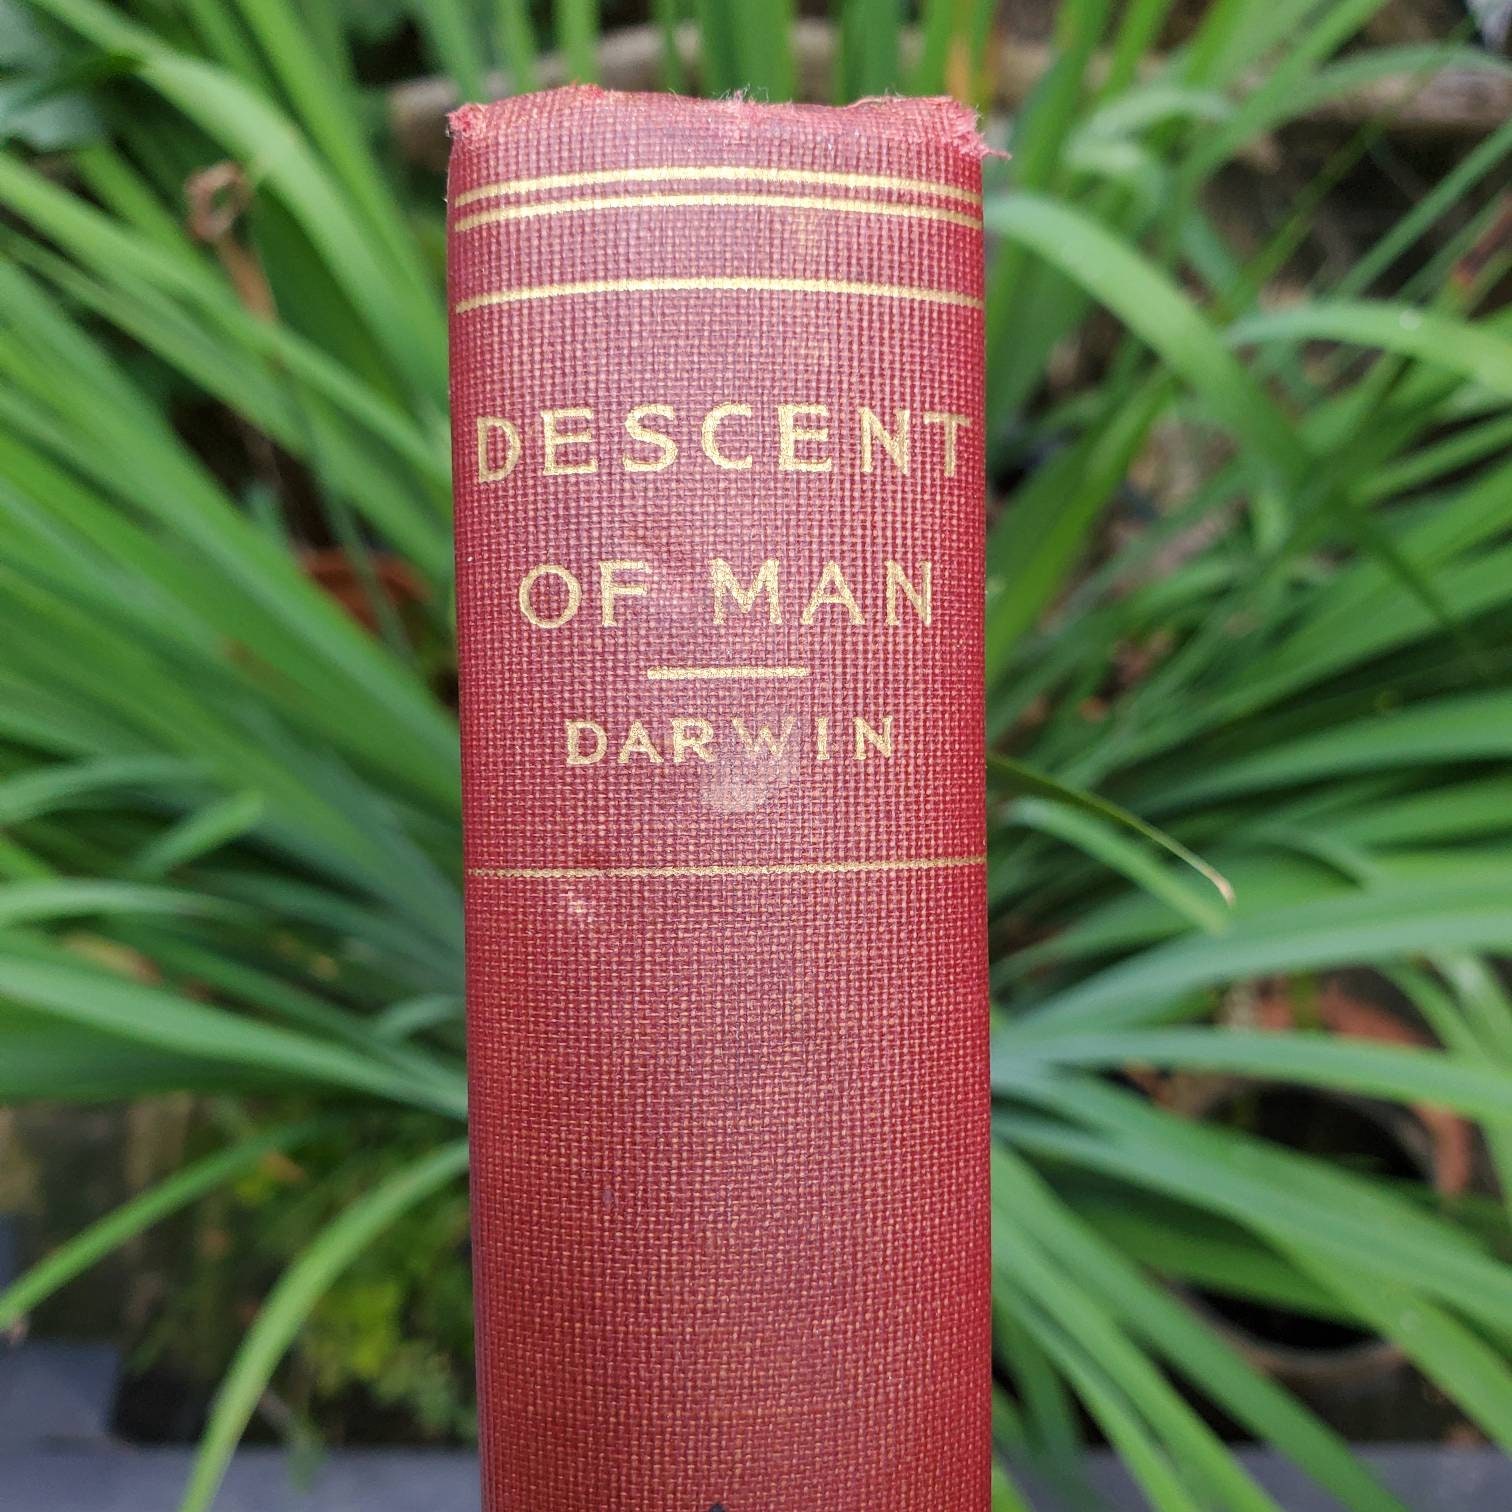 DESCENT
OF MAN
DARWIN